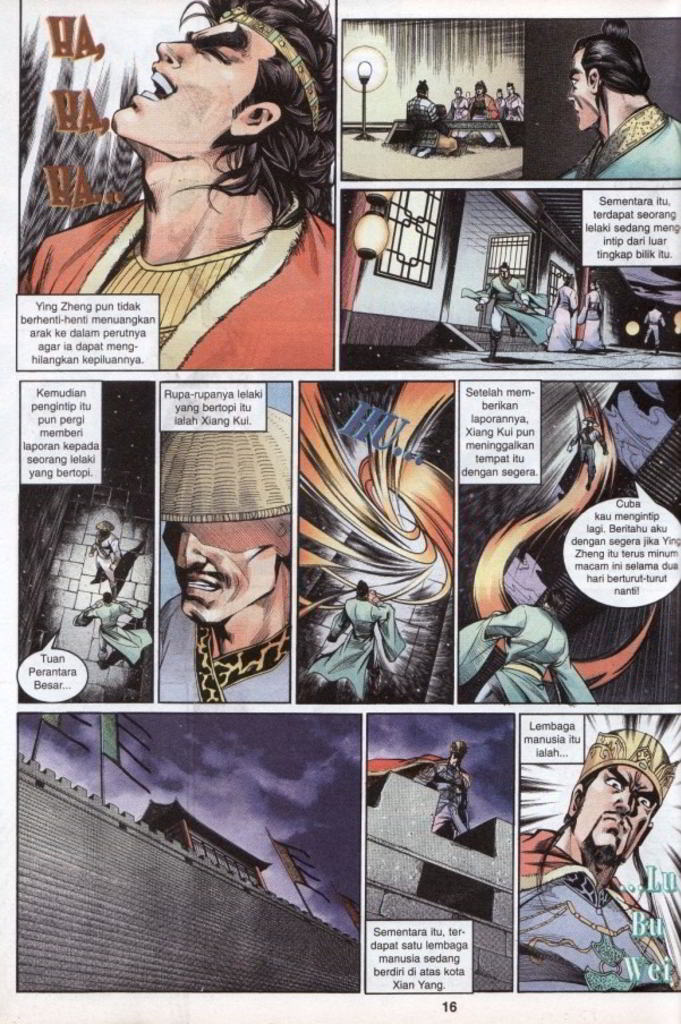 HA,
HA,
HA...
Ying Zheng pun tidak
berhenti-henti menuangkan
arak ke dalam perutnya
agar ia dapat meng-
hilangkan kepiluannya.
Sementara itu,
terdapat seorang
lelaki sedang meng-
intip dari luar
tingkap bilik itu.
Kemudian
pengintip itu
pun pergi
memberi
laporan kepada
seorang lelaki
yang bertopi.
Tuan
Perantara
Besar...
Rupa-rupanya lelaki
yang bertopi itu
ialah Xiang Kui.
HU...
Setelah mem-
berikan
laporannya,
Xiang Kui pun
meninggalkan
tempat itu
dengan segera.
Cuba
kau mengintip
lagi. Beritahu aku
dengan segera jika Ying
Zheng itu terus minum
macam ini selama dua
hari berturut-turut
nanti!
Sementara itu, ter-
dapat satu lembaga
manusia sedang
berdiri di atas kota
Xian Yang.
Lembaga
manusia itu
ialah...
...Lu
Bu
Wei
16